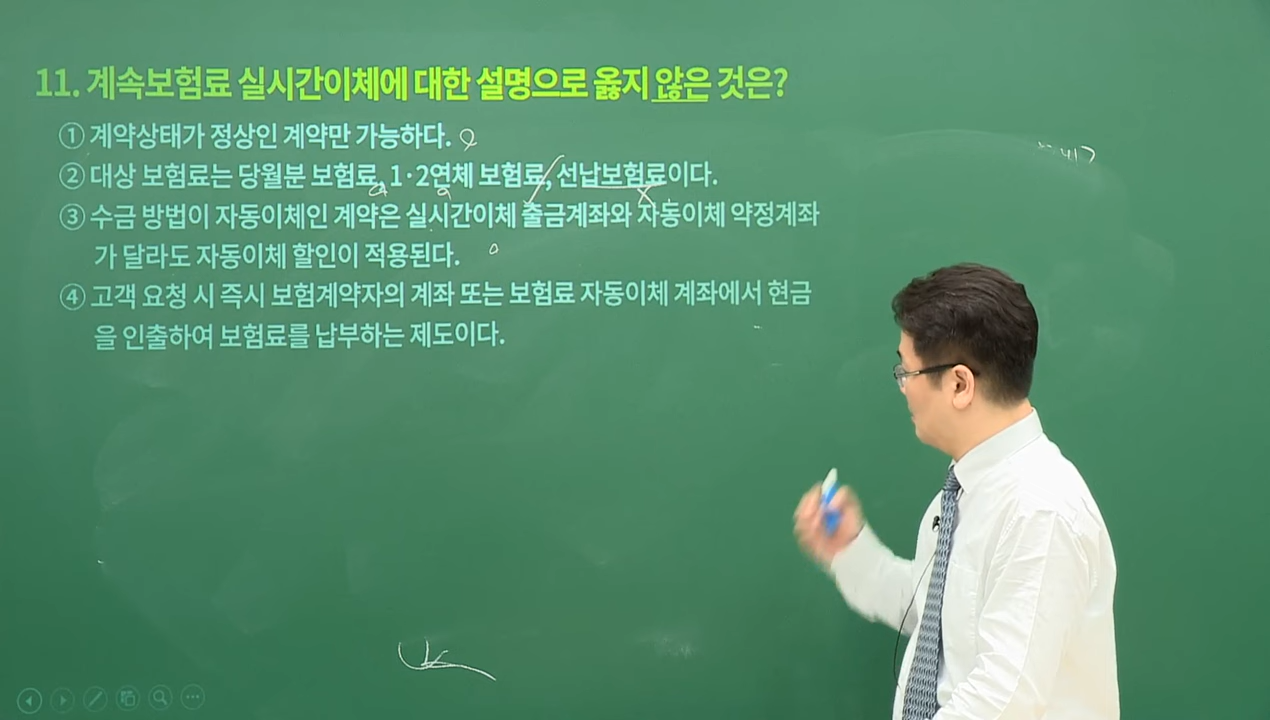 11. 계속보험료 실시간이체에 대한 설명으로 옳지 않은 것은?
① 계약상태가 정상인 계약만 가능하다.
② 대상 보험료는 당월분 보험료, 1·2연체 보험료, 선납보험료이다.
③ 수금 방법이 자동이체인 계약은 실시간이체 출금계좌와 자동이체 약정계좌
가 달라도 자동이체 할인이 적용된다.
④ 고객 요청 시 즉시 보험계약자의 계좌 또는 보험료 자동이체 계좌에서 현금
을 인출하여 보험료를 납부하는 제도이다.